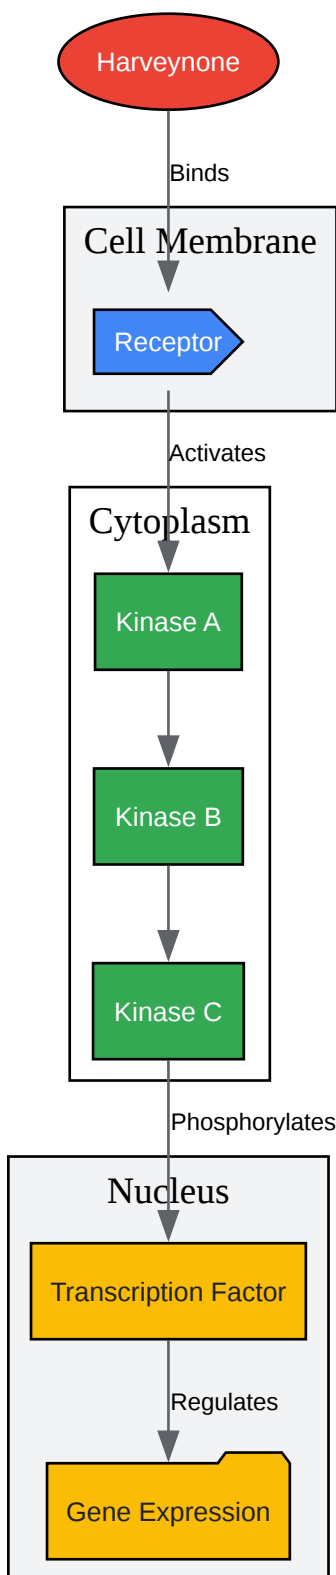 Harveynone
Binds
Cell Membrane
Receptor
Activates
Cytoplasm
Kinase A
Kinase B
Kinase C
Phosphorylates
Nucleus
Transcription Factor
Regulates
Gene Expression